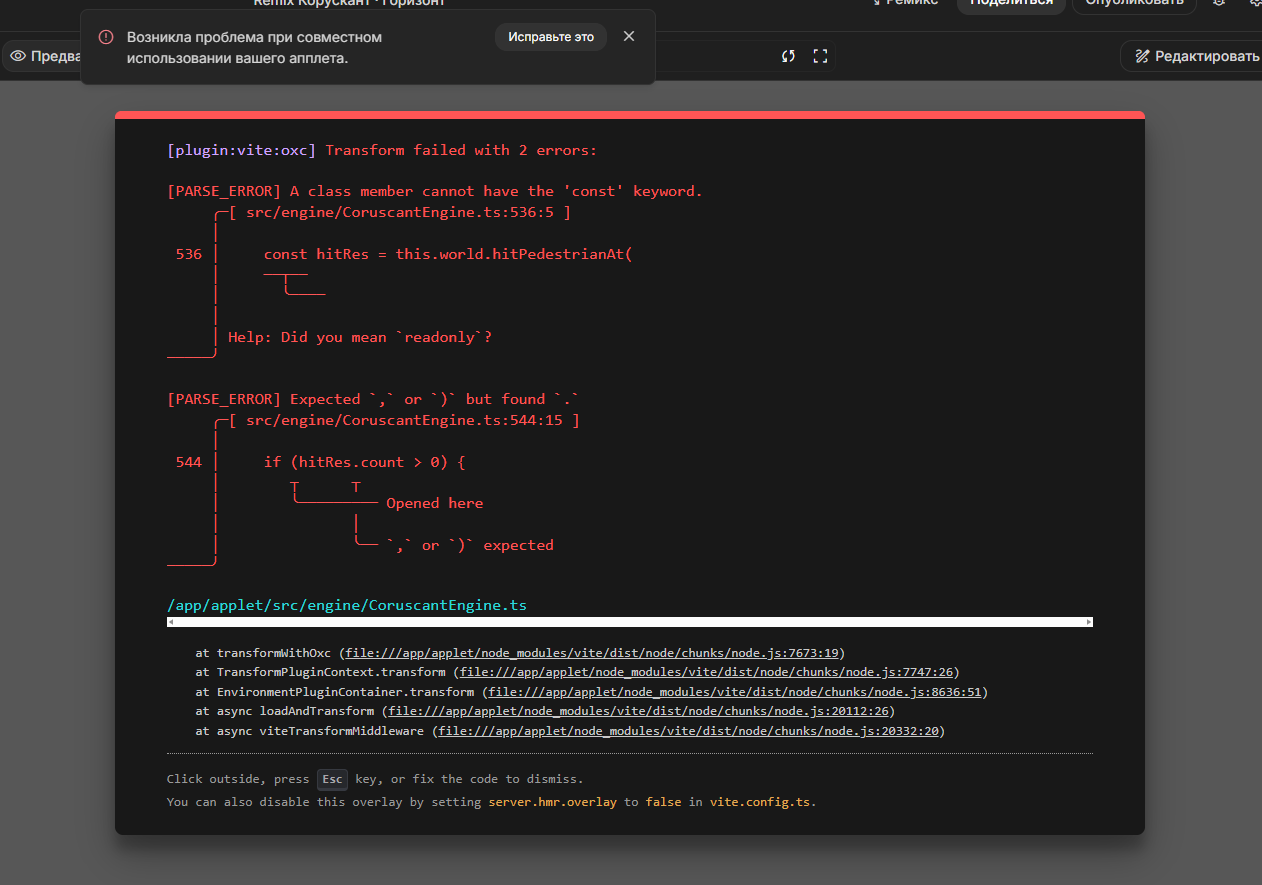 Remix Корускант · Горизонт
Ремикс
Поделиться
Опубликовать
Предва
Возникла проблема при совместном
использовании вашего апплета.
Исправьте это
Редактировать
[plugin:vite:oxc] Transform failed with 2 errors:
[PARSE_ERROR] A class member cannot have the 'const' keyword.
╭─[ src/engine/CoruscantEngine.ts:536:5 ]
536 │ const hitRes = this.world.hitPedestrianAt(
│ Help: Did you mean `readonly`?
[PARSE_ERROR] Expected `,` or `)` but found `.`
╭─[ src/engine/CoruscantEngine.ts:544:15 ]
544 │ if (hitRes.count > 0) {
Opened here
`,` or `)` expected
/app/applet/src/engine/CoruscantEngine.ts
at transformWithOxc (file:///app/applet/node_modules/vite/dist/node/chunks/node.js:7673:19)
at TransformPluginContext.transform (file:///app/applet/node_modules/vite/dist/node/chunks/node.js:7747:26)
at EnvironmentPluginContainer.transform (file:///app/applet/node_modules/vite/dist/node/chunks/node.js:8636:51)
at async loadAndTransform (file:///app/applet/node_modules/vite/dist/node/chunks/node.js:20112:26)
at async viteTransformMiddleware (file:///app/applet/node_modules/vite/dist/node/chunks/node.js:20332:20)
Click outside, press Esc key, or fix the code to dismiss.
You can also disable this overlay by setting server.hmr.overlay to false in vite.config.ts.